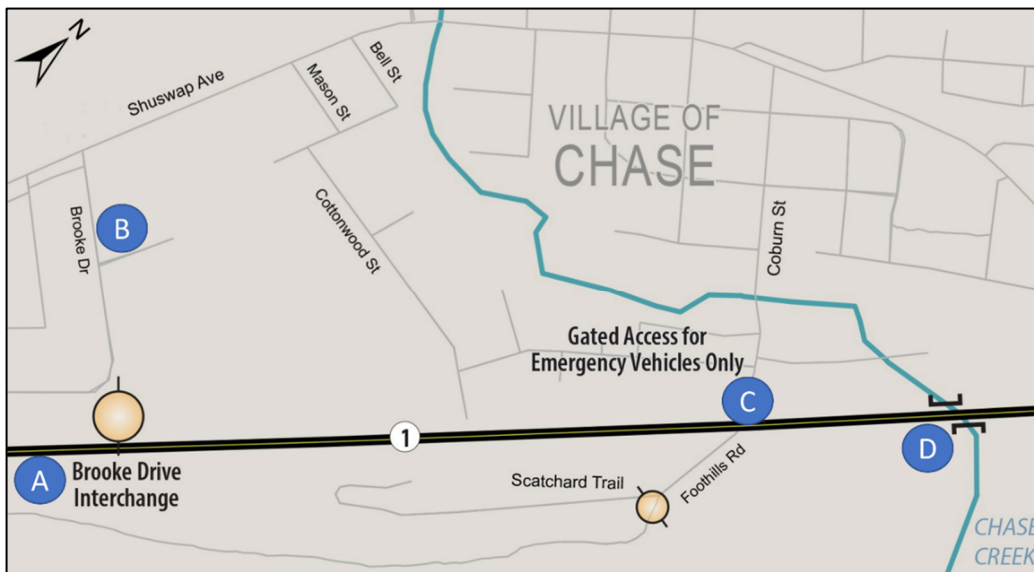 N
Shuswap Ave
Mason St
Bell St
VILLAGE OF
CHASE
Brooke Dr
B
Cottonwood St
Coburn St
Gated Access for
Emergency Vehicles Only
C
1
A
Brooke Drive
Interchange
D
Scatchard Trail
Foothills Rd
CHASE
CREEK